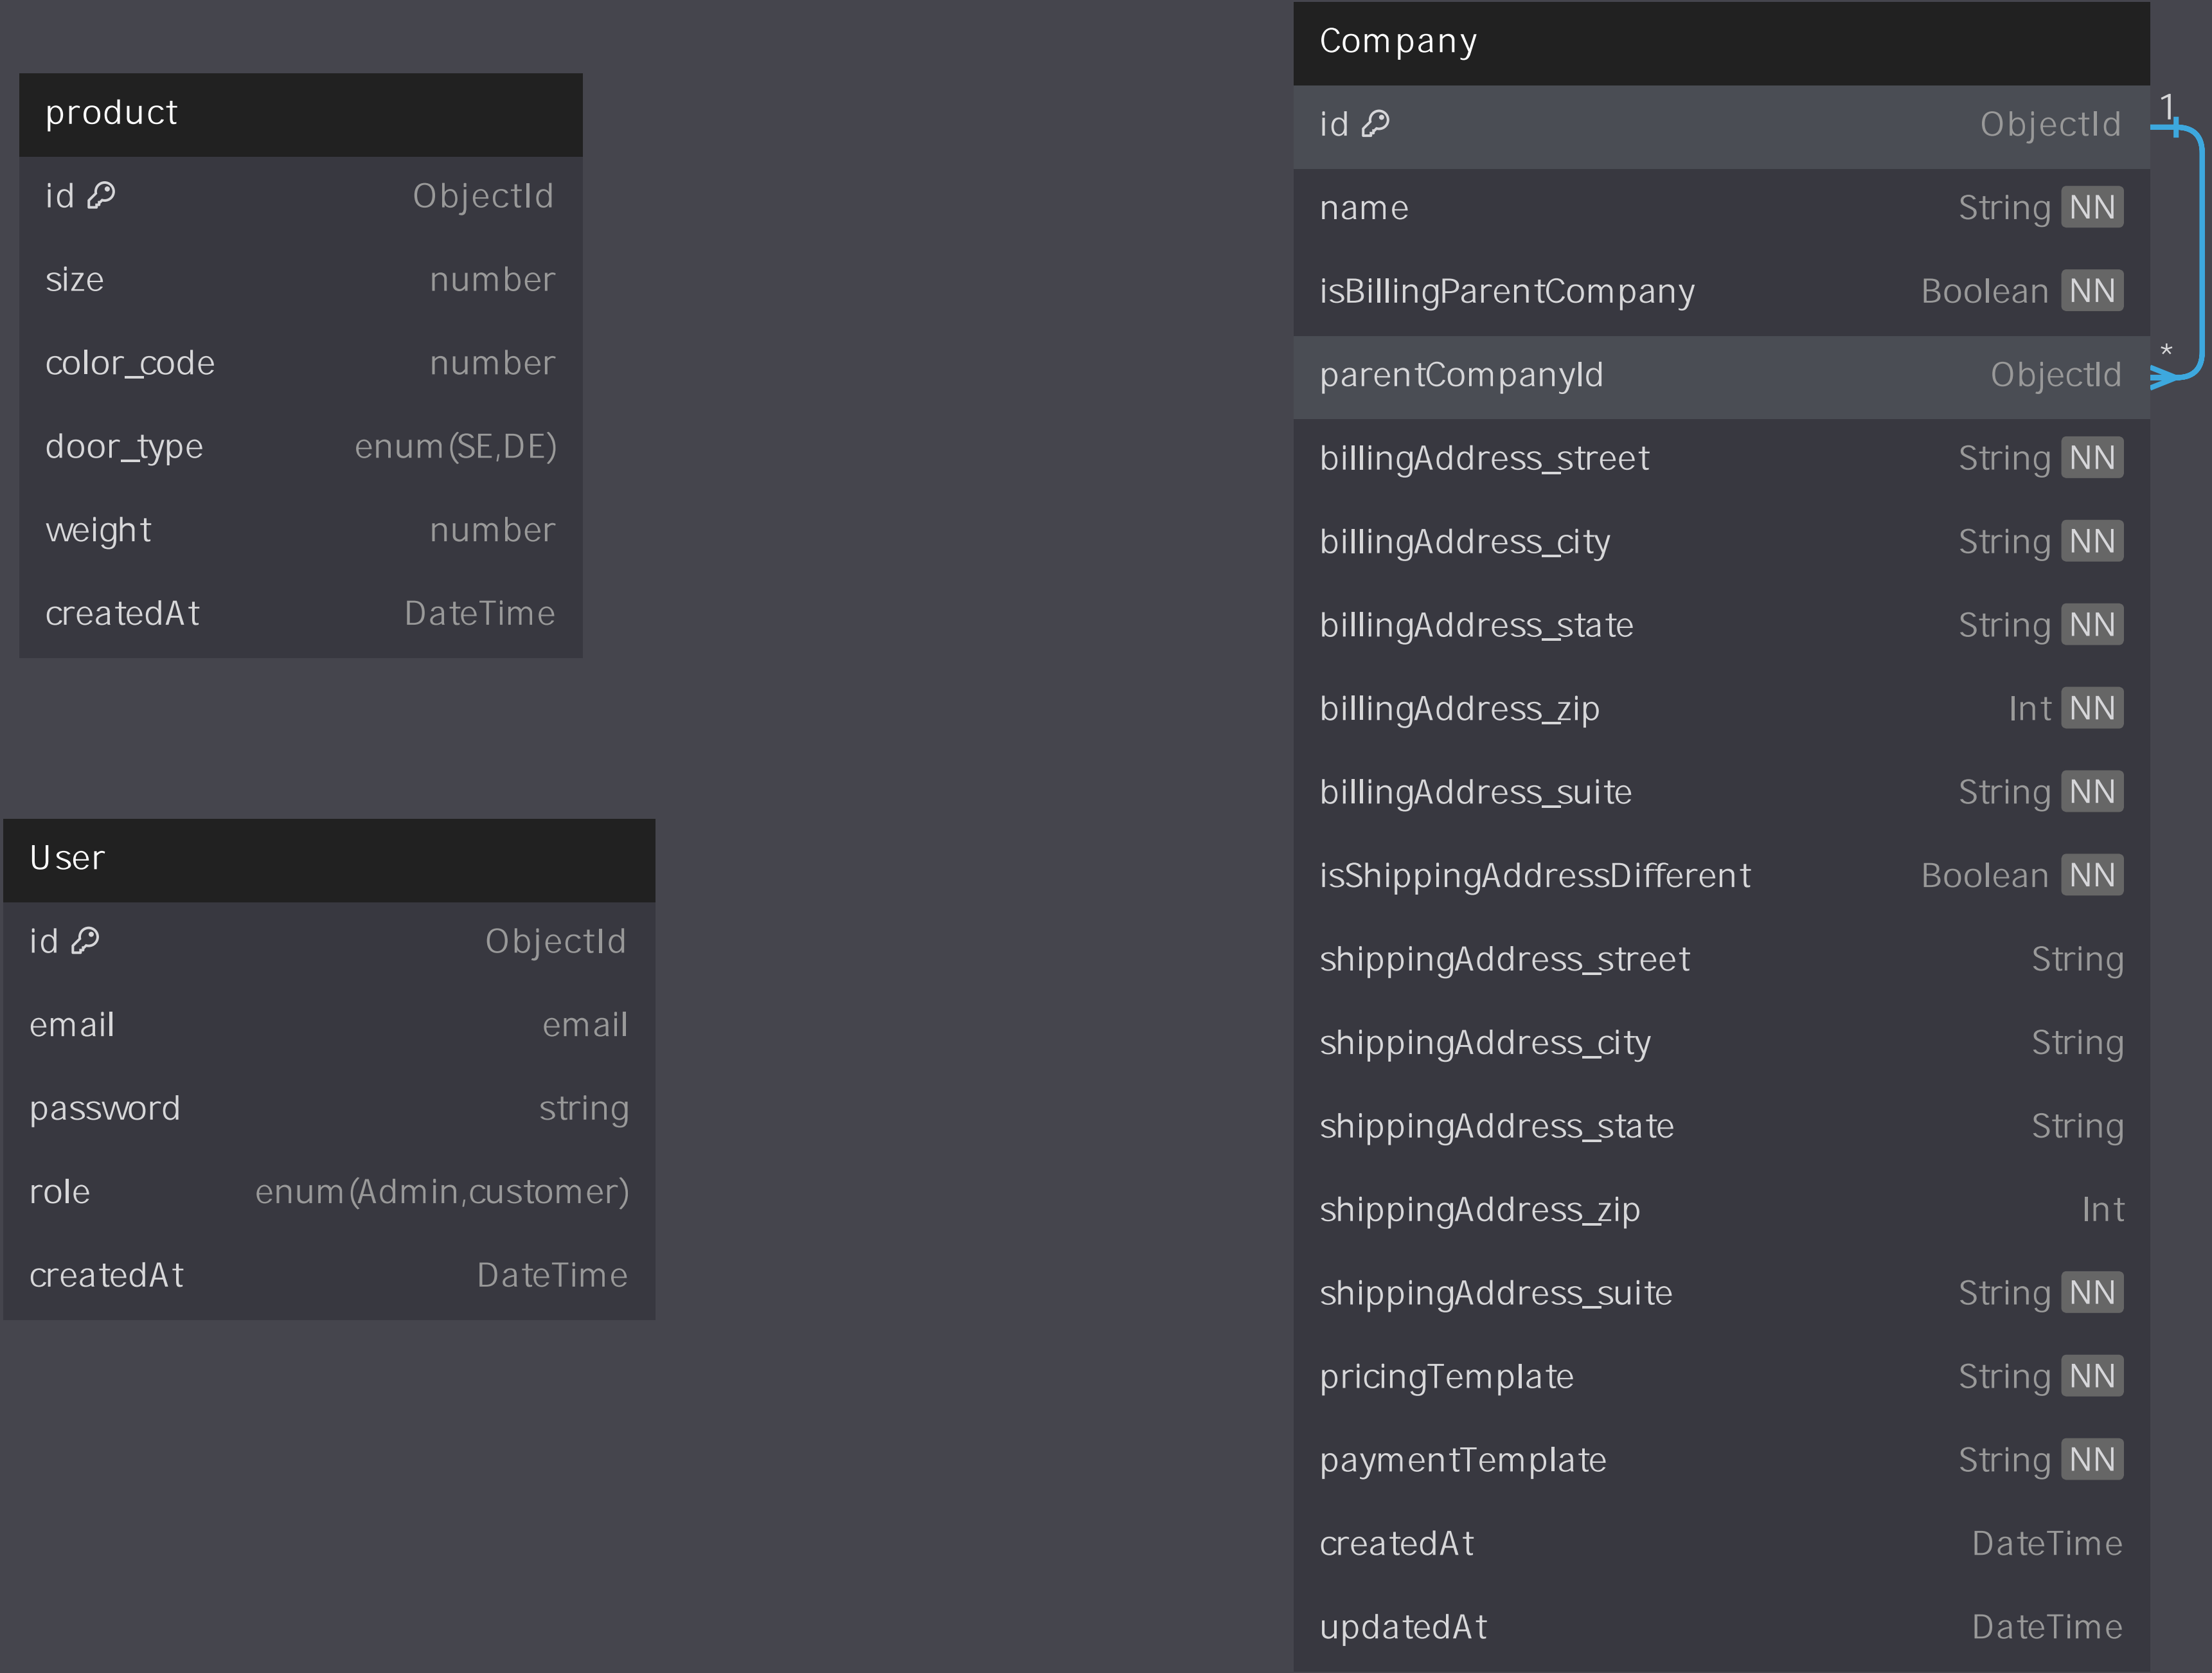 product
id ObjectId
size number
color_code number
door_type enum(SE,DE)
weight number
createdAt DateTime
User
id ObjectId
email email
password string
role enum(Admin,customer)
createdAt DateTime
Company
id ObjectId 1
name String NN
isBillingParentCompany Boolean NN
parentCompanyId ObjectId *
billingAddress_street String NN
billingAddress_city String NN
billingAddress_state String NN
billingAddress_zip Int NN
billingAddress_suite String NN
isShippingAddressDifferent Boolean NN
shippingAddress_street String
shippingAddress_city String
shippingAddress_state String
shippingAddress_zip Int
shippingAddress_suite String NN
pricingTemplate String NN
paymentTemplate String NN
createdAt DateTime
updatedAt DateTime